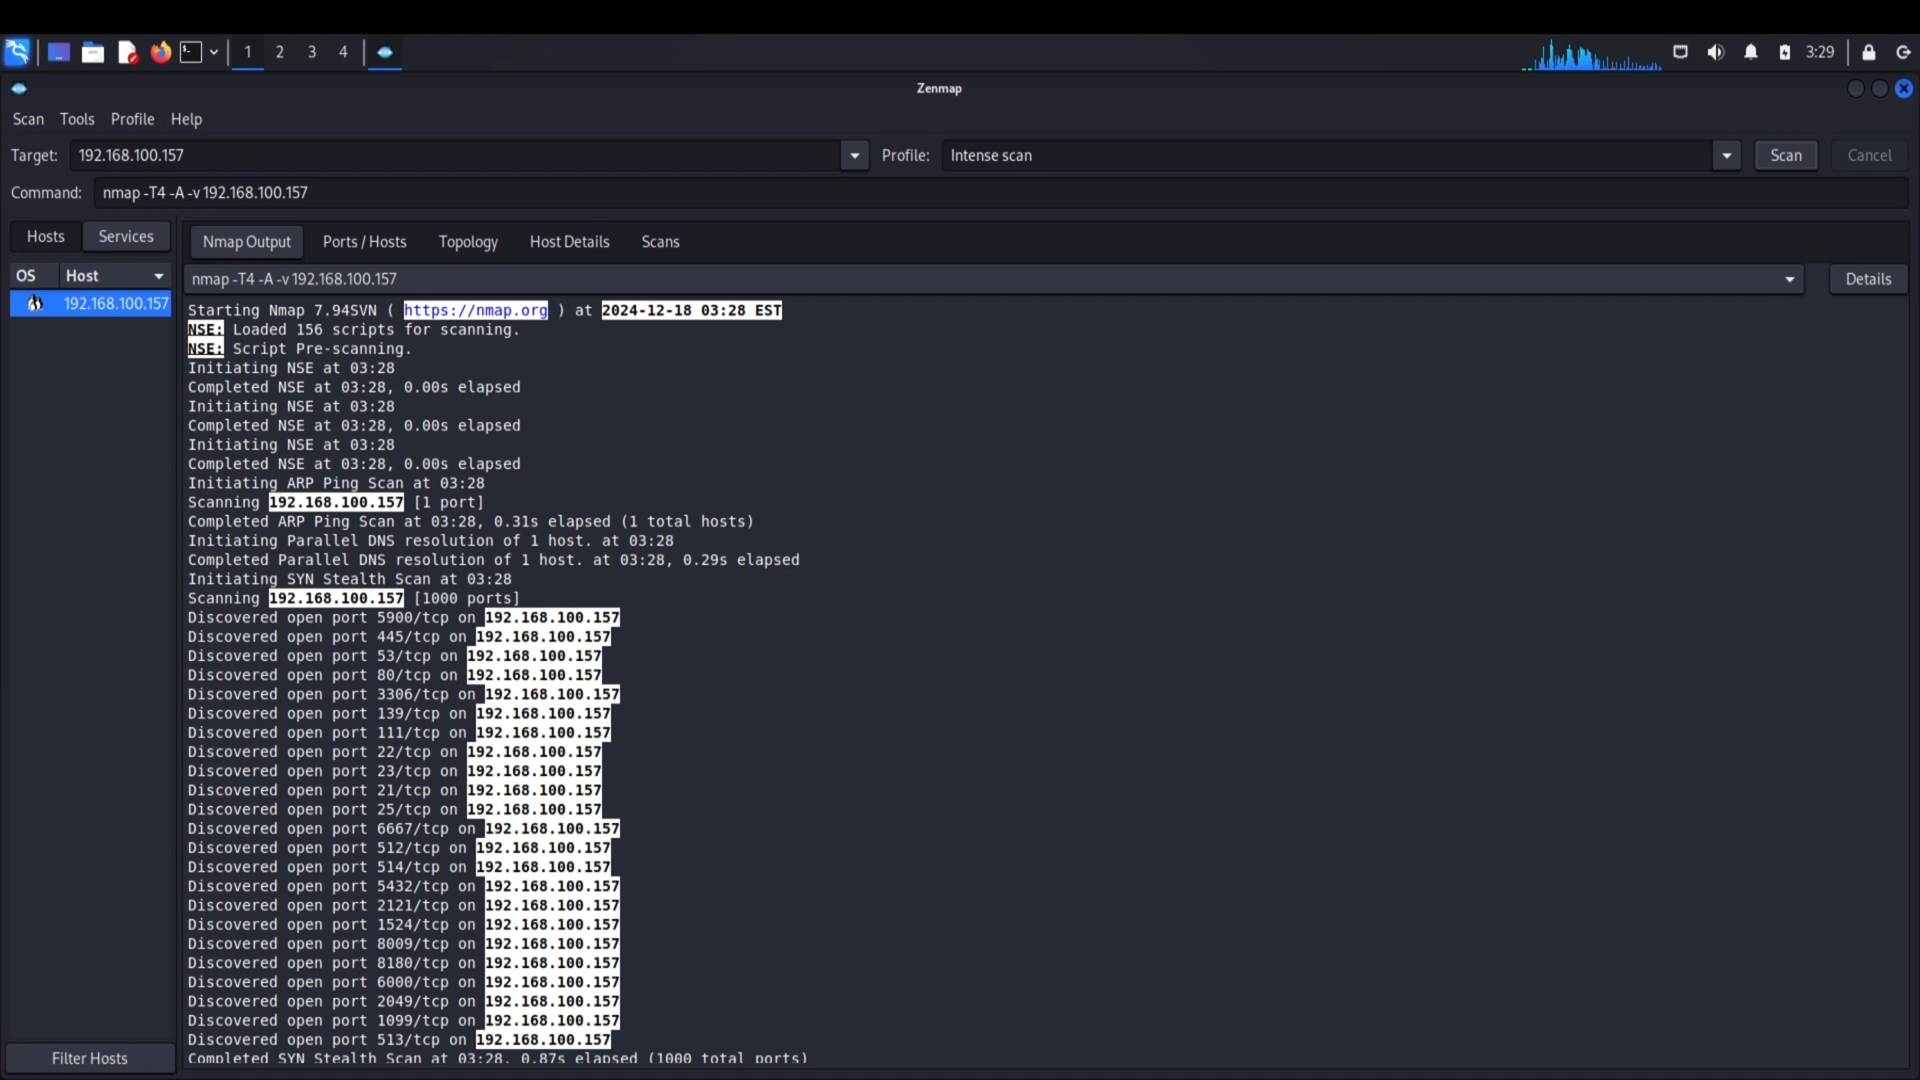 1 2 3 4 3:29
Zenmap
Scan Tools Profile Help
Target: 192.168.100.157 Profile: Intense scan Scan Cancel
Command: nmap -T4 -A -v 192.168.100.157
Hosts Services Nmap Output Ports / Hosts Topology Host Details Scans
OS Host nmap -T4 -A -v 192.168.100.157 Details
192.168.100.157
Starting Nmap 7.94SVN ( https://nmap.org ) at 2024-12-18 03:28 EST
NSE: Loaded 156 scripts for scanning.
NSE: Script Pre-scanning.
Initiating NSE at 03:28
Completed NSE at 03:28, 0.00s elapsed
Initiating NSE at 03:28
Completed NSE at 03:28, 0.00s elapsed
Initiating NSE at 03:28
Completed NSE at 03:28, 0.00s elapsed
Initiating ARP Ping Scan at 03:28
Scanning 192.168.100.157 [1 port]
Completed ARP Ping Scan at 03:28, 0.31s elapsed (1 total hosts)
Initiating Parallel DNS resolution of 1 host. at 03:28
Completed Parallel DNS resolution of 1 host. at 03:28, 0.29s elapsed
Initiating SYN Stealth Scan at 03:28
Scanning 192.168.100.157 [1000 ports]
Discovered open port 5900/tcp on 192.168.100.157
Discovered open port 445/tcp on 192.168.100.157
Discovered open port 53/tcp on 192.168.100.157
Discovered open port 80/tcp on 192.168.100.157
Discovered open port 3306/tcp on 192.168.100.157
Discovered open port 139/tcp on 192.168.100.157
Discovered open port 111/tcp on 192.168.100.157
Discovered open port 22/tcp on 192.168.100.157
Discovered open port 23/tcp on 192.168.100.157
Discovered open port 21/tcp on 192.168.100.157
Discovered open port 25/tcp on 192.168.100.157
Discovered open port 6667/tcp on 192.168.100.157
Discovered open port 512/tcp on 192.168.100.157
Discovered open port 514/tcp on 192.168.100.157
Discovered open port 5432/tcp on 192.168.100.157
Discovered open port 2121/tcp on 192.168.100.157
Discovered open port 1524/tcp on 192.168.100.157
Discovered open port 8009/tcp on 192.168.100.157
Discovered open port 8180/tcp on 192.168.100.157
Discovered open port 6000/tcp on 192.168.100.157
Discovered open port 2049/tcp on 192.168.100.157
Discovered open port 1099/tcp on 192.168.100.157
Discovered open port 513/tcp on 192.168.100.157
Completed SYN Stealth Scan at 03:28, 0.87s elapsed (1000 total ports)
Filter Hosts